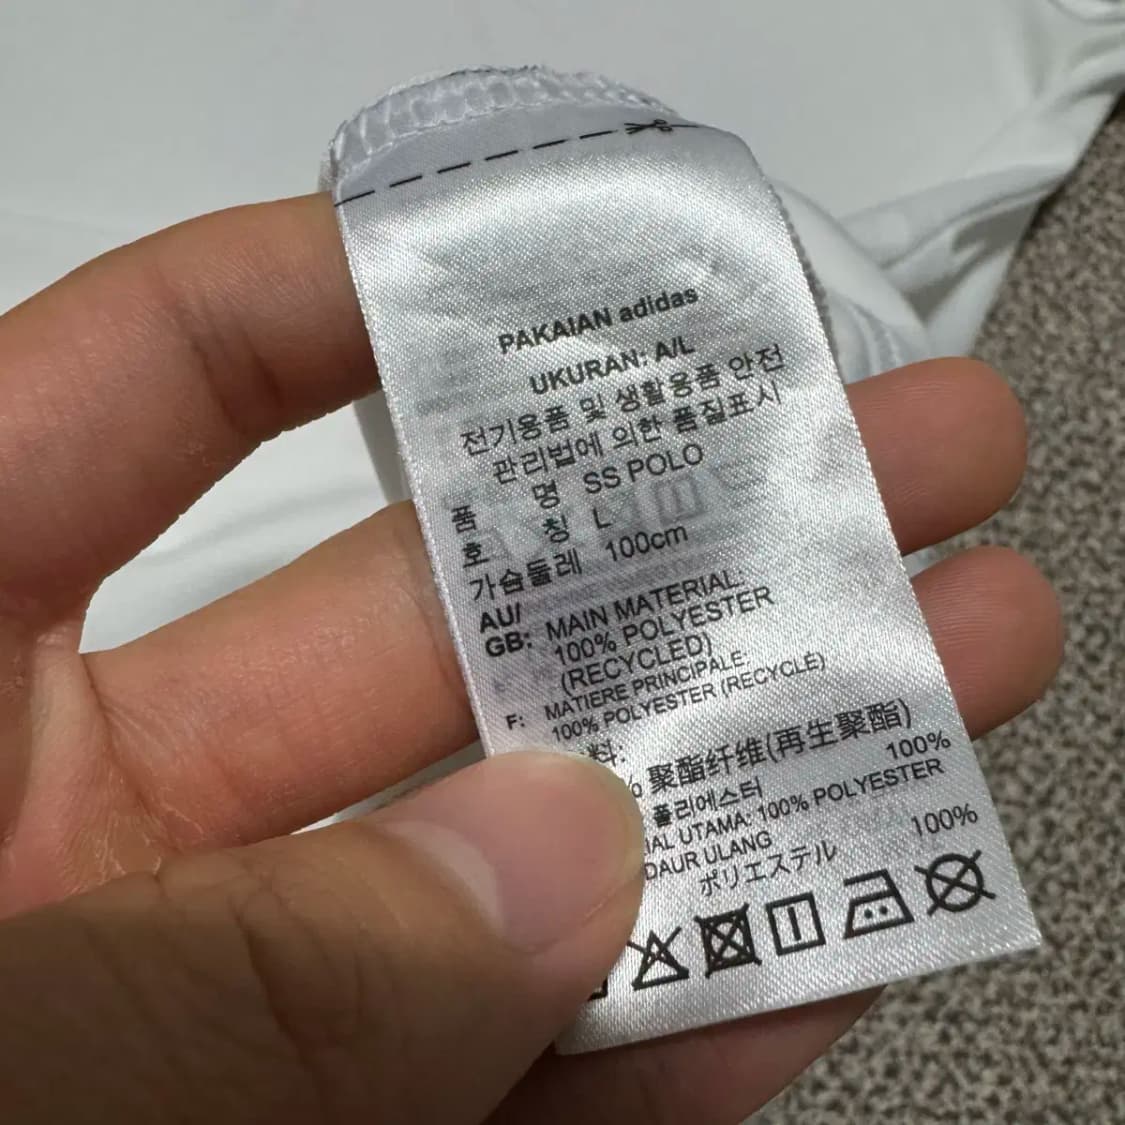 PAKAIAN adidas
UKURAN: A/L
전기용품 및 생활용품 안전
관리법에 의한 품질표시
품 명 SS POLO
호 칭 L
가슴둘레 100cm
AU/
GB: MAIN MATERIAL:
100% POLYESTER
(RECYCLED)
F: MATIERE PRINCIPALE:
100% POLYESTER (RECYCLÉ)
料:
% 聚酯纤维(再生聚酯)
폴리에스터 100%
UTAMA: 100% POLYESTER
DAUR ULANG
ポリエステル 100%